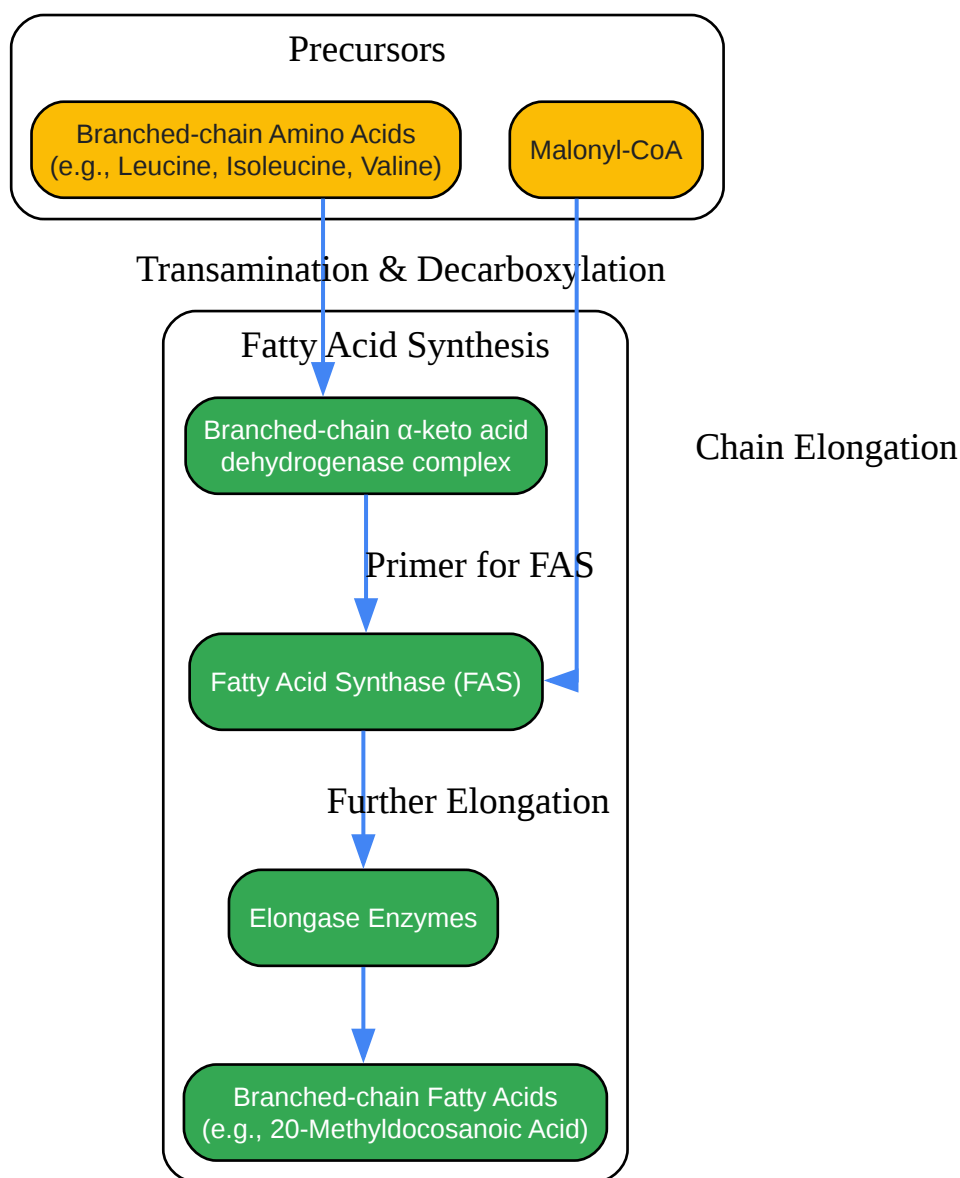 Precursors
Branched-chain Amino Acids
(e.g., Leucine, Isoleucine, Valine)
Malonyl-CoA
Transamination & Decarboxylation
Fatty Acid Synthesis
Branched-chain α-keto acid
dehydrogenase complex
Chain Elongation
Primer for FAS
Fatty Acid Synthase (FAS)
Further Elongation
Elongase Enzymes
Branched-chain Fatty Acids
(e.g., 20-Methyldocosanoic Acid)